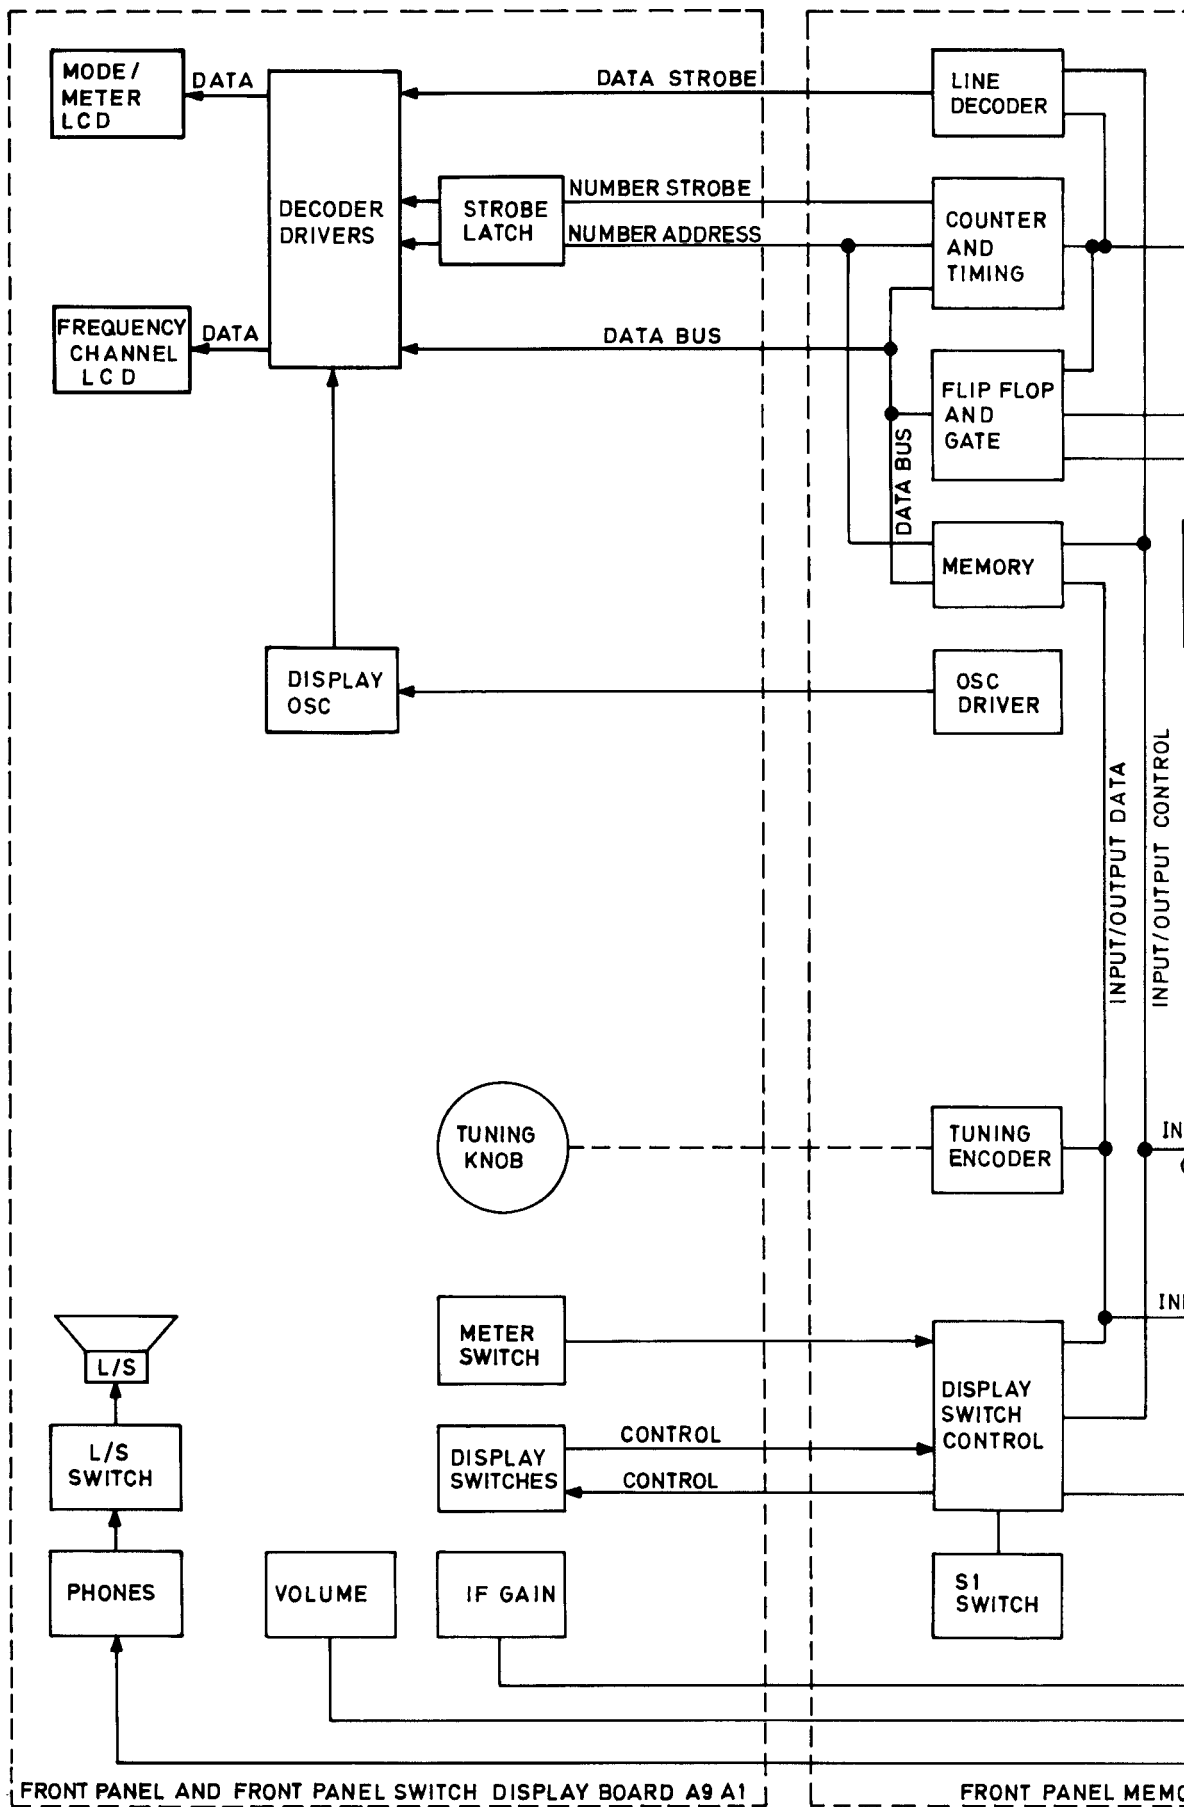 MODE/
METER
LCD
DATA
DECODER
DRIVERS
DATA STROBE
LINE
DECODER
STROBE
LATCH
NUMBER STROBE
NUMBER ADDRESS
COUNTER
AND
TIMING
FREQUENCY
CHANNEL
LCD
DATA
DATA BUS
FLIP FLOP
AND
GATE
DATA BUS
MEMORY
DISPLAY
OSC
OSC
DRIVER
INPUT/OUTPUT DATA
INPUT/OUTPUT CONTROL
TUNING
KNOB
TUNING
ENCODER
IN
METER
SWITCH
L/S
DISPLAY
SWITCH
CONTROL
L/S
SWITCH
DISPLAY
SWITCHES
CONTROL
CONTROL
PHONES
VOLUME
IF GAIN
S1
SWITCH
FRONT PANEL AND FRONT PANEL SWITCH DISPLAY BOARD A9 A1
FRONT PANEL